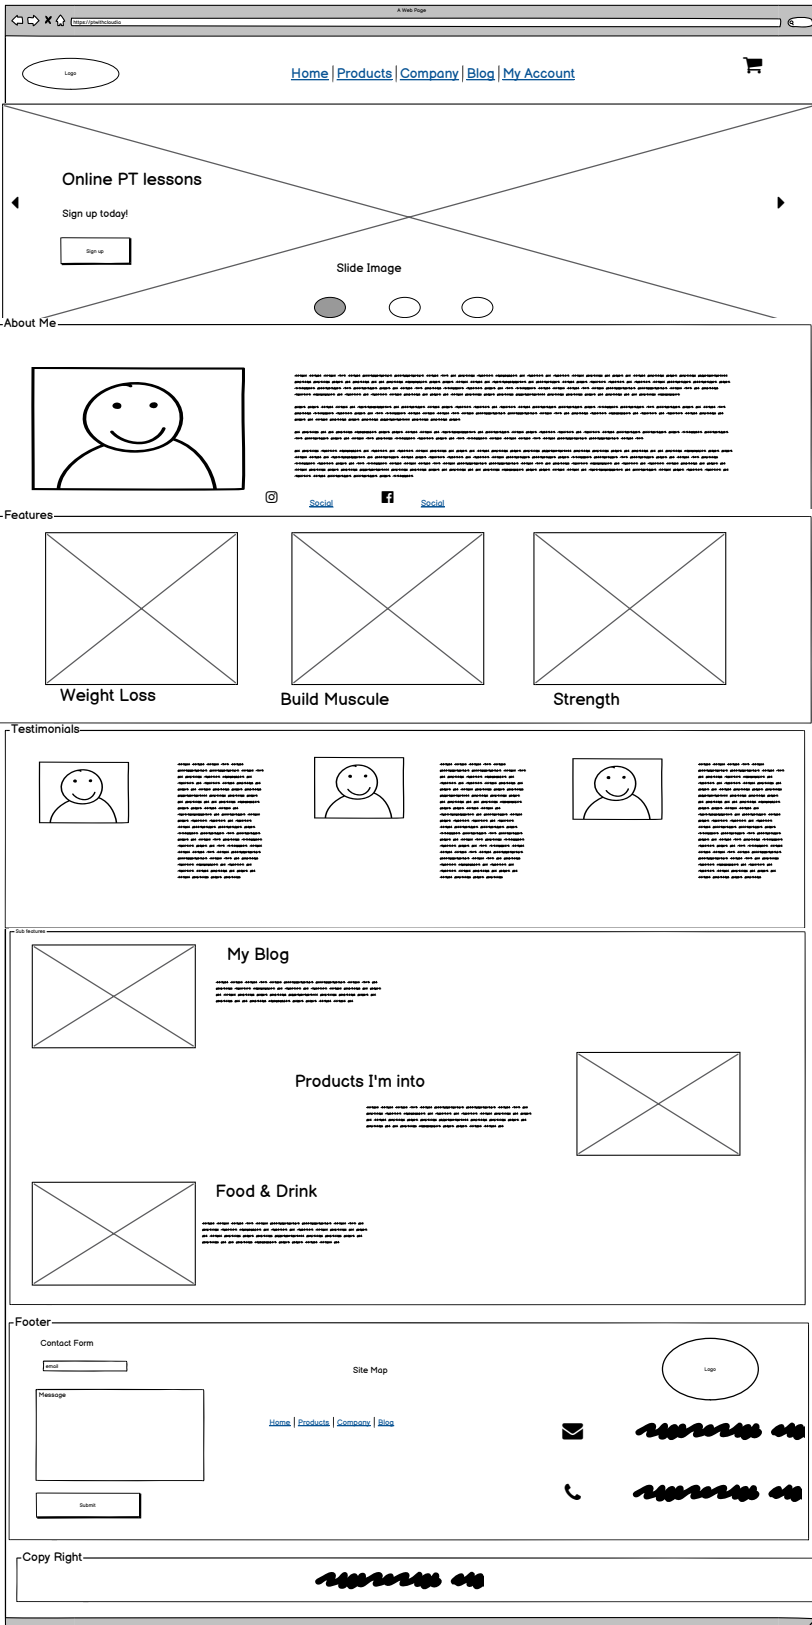 A Web Page
https://ptwithclaudia
Logo
Home | Products | Company | Blog | My Account
Online PT lessons
Sign up today!
Sign up
Slide Image
About Me
Social
Social
Features
Weight Loss
Build Muscule
Strength
Testimonials
Sub features
My Blog
Products I'm into
Food & Drink
Footer
Contact Form
email
Message
Submit
Site Map
Home | Products | Company | Blog
Logo
Copy Right